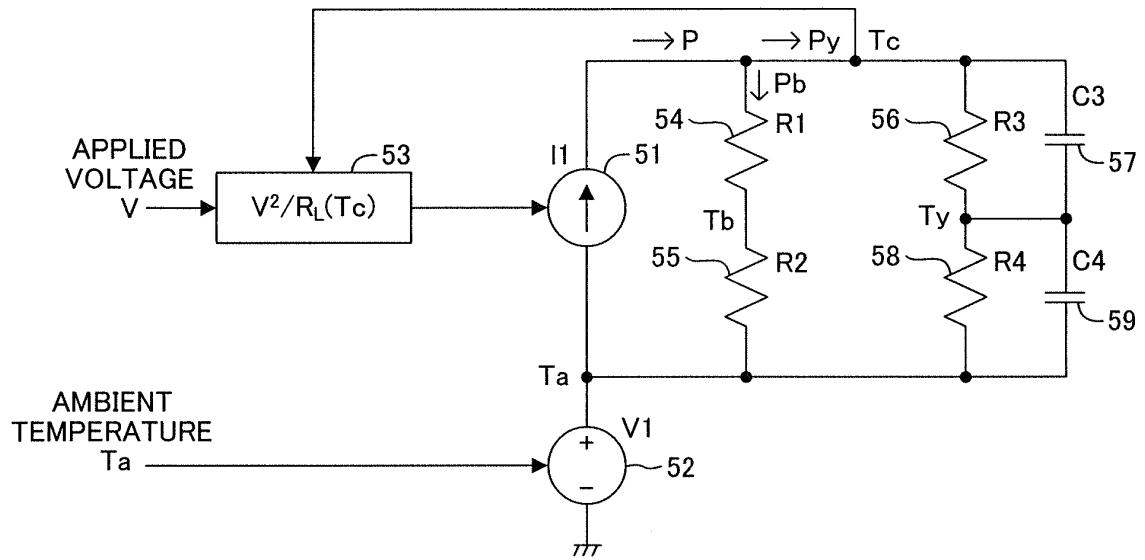 P
Py
Tc
Pb
C3
54
R1
56
R3
57
APPLIED
VOLTAGE
V
53
V²/RL(Tc)
I1
51
Tb
Ty
55
R2
58
R4
C4
59
Ta
AMBIENT
TEMPERATURE
Ta
V1
+
−
52